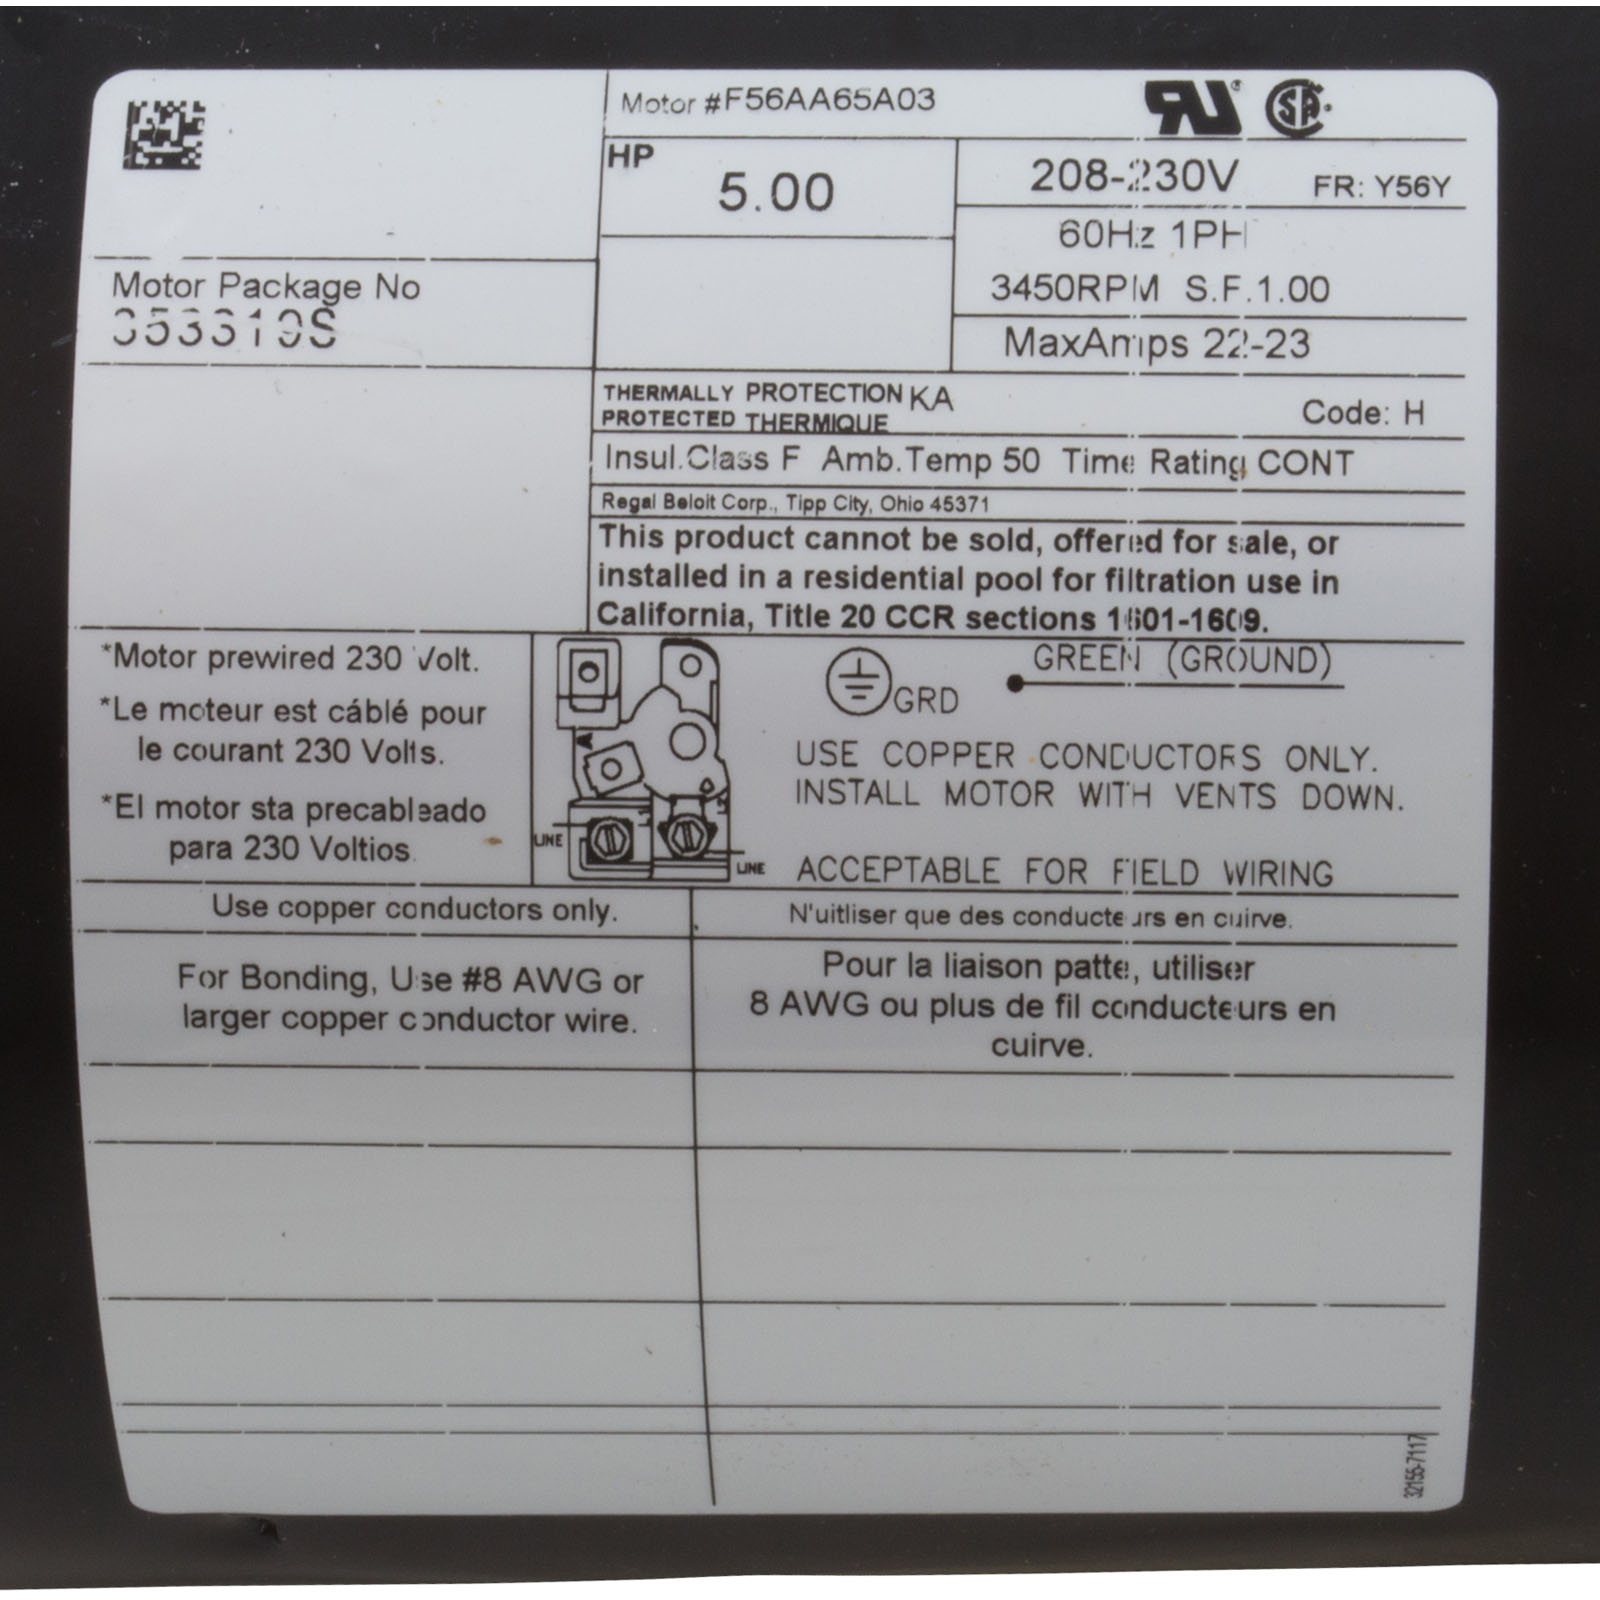 Motor #F56AA65A03
HP
5.00
208-230V FR: Y56Y
60Hz 1PH
3450RPM S.F.1.00
MaxAmps 22-23
Motor Package No
THERMALLY PROTECTION KA
PROTECTED THERMIQUE
Code: H
Insul.Class F Amb.Temp 50 Time Rating CONT
Regal Beloit Corp., Tipp City, Ohio 45371
This product cannot be sold, offered for sale, or
installed in a residential pool for filtration use in
California, Title 20 CCR sections 1601-1609.
*Motor prewired 230 Volt.
*Le moteur est cáblé pour
le courant 230 Volts.
*El motor sta precableado
para 230 Voltios.
A
L1
L2
LINE
LINE
GRD
GREEN (GROUND)
USE COPPER CONDUCTORS ONLY.
INSTALL MOTOR WITH VENTS DOWN.
ACCEPTABLE FOR FIELD WIRING
Use copper conductors only.
N'uitliser que des conducteurs en cuirve.
For Bonding, Use #8 AWG or
larger copper conductor wire.
Pour la liaison patte, utiliser
8 AWG ou plus de fil conducteurs en
cuirve.
32155-7117